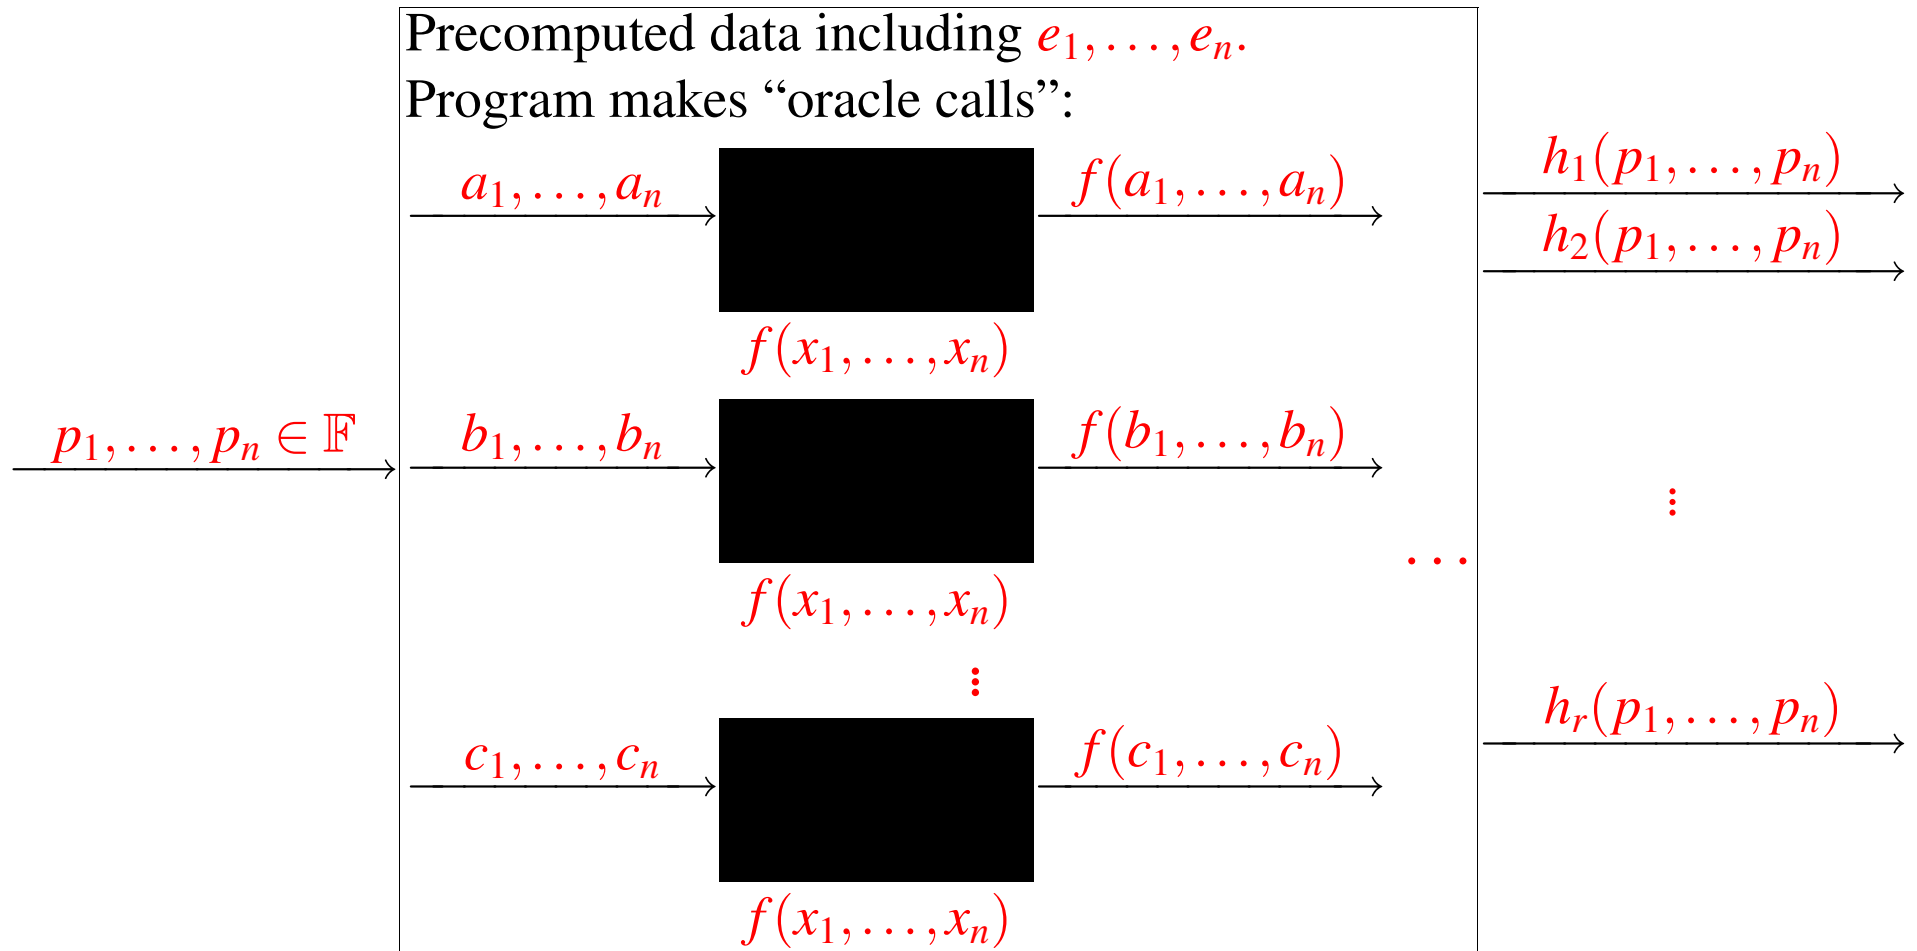 Precomputed data including e₁,…,eₙ.
Program makes “oracle calls”:
a₁,…,aₙ
f(a₁,…,aₙ)
f(x₁,…,xₙ)
h₁(p₁,…,pₙ)
h₂(p₁,…,pₙ)
p₁,…,pₙ ∈ 𝔽
b₁,…,bₙ
f(b₁,…,bₙ)
f(x₁,…,xₙ)
⋮
…
⋮
c₁,…,cₙ
f(c₁,…,cₙ)
f(x₁,…,xₙ)
hᵣ(p₁,…,pₙ)